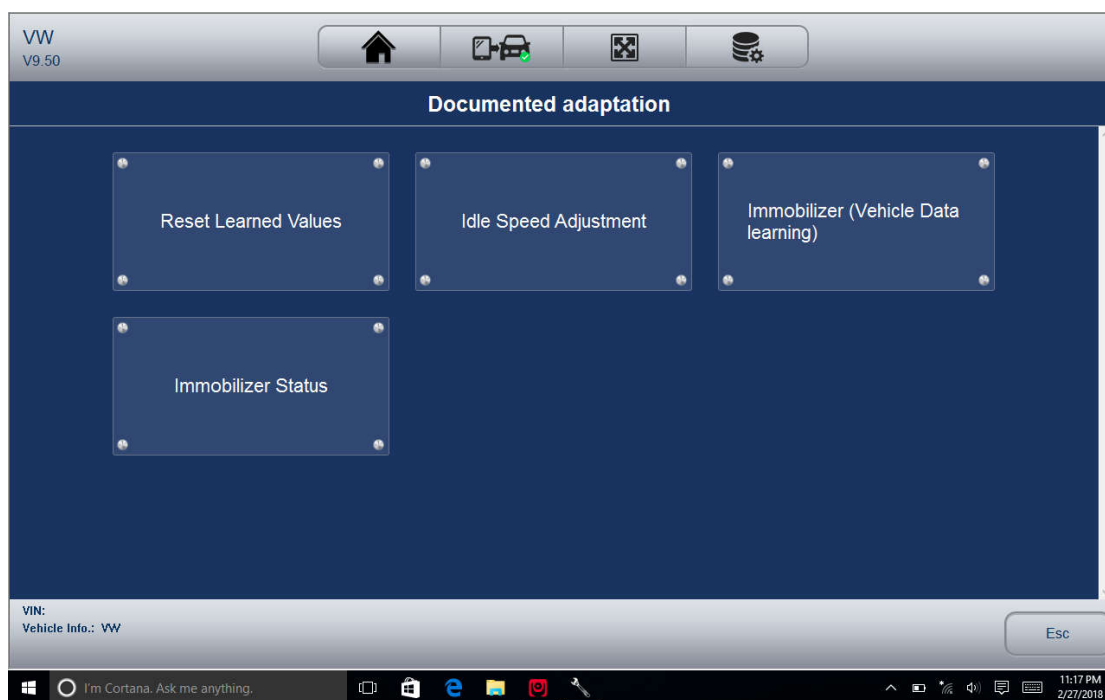 VW
V9.50
Documented adaptation
Reset Learned Values
Idle Speed Adjustment
Immobilizer (Vehicle Data
learning)
Immobilizer Status
VIN:
Vehicle Info.: VW
Esc
I'm Cortana. Ask me anything.
11:17 PM
2/27/2018